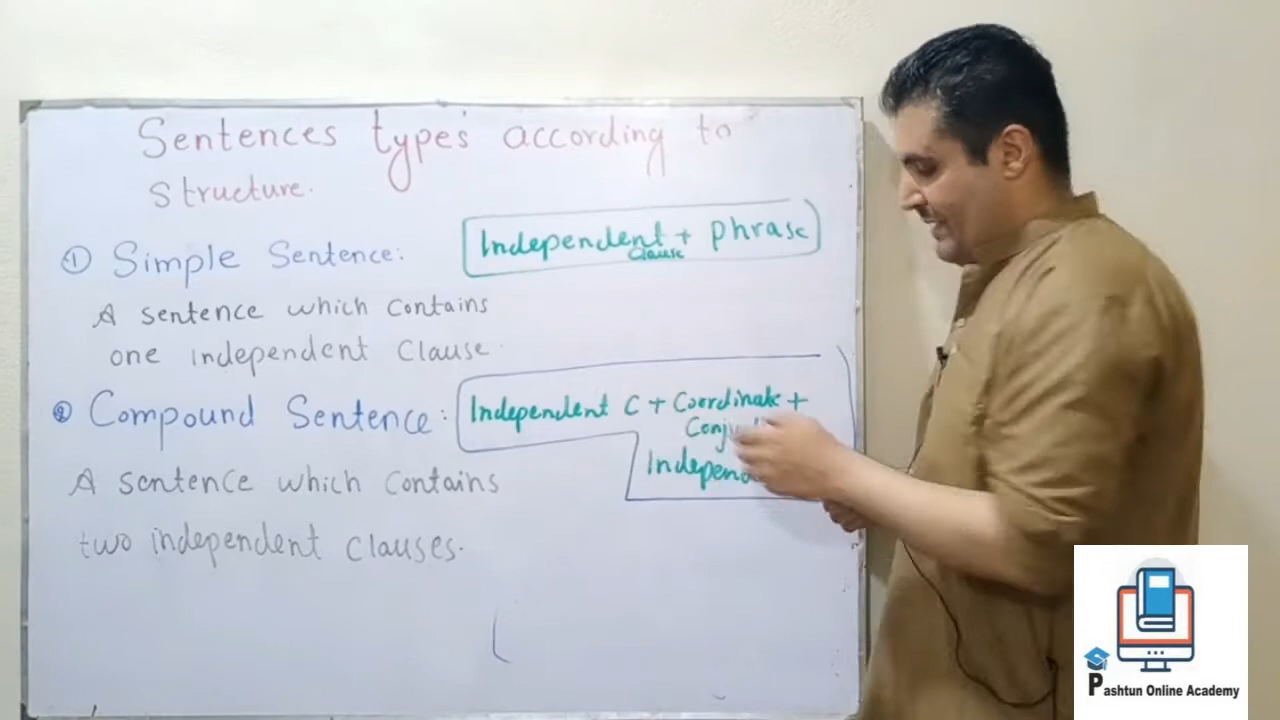 Sentences types according to
structure.
① Simple Sentence:
Independent + Phrase
Clause
A sentence which contains
one independent Clause.
② Compound Sentence:
Independent C + Coordinate +
A sentence which contains
two independent clauses.
Pashtun Online Academy